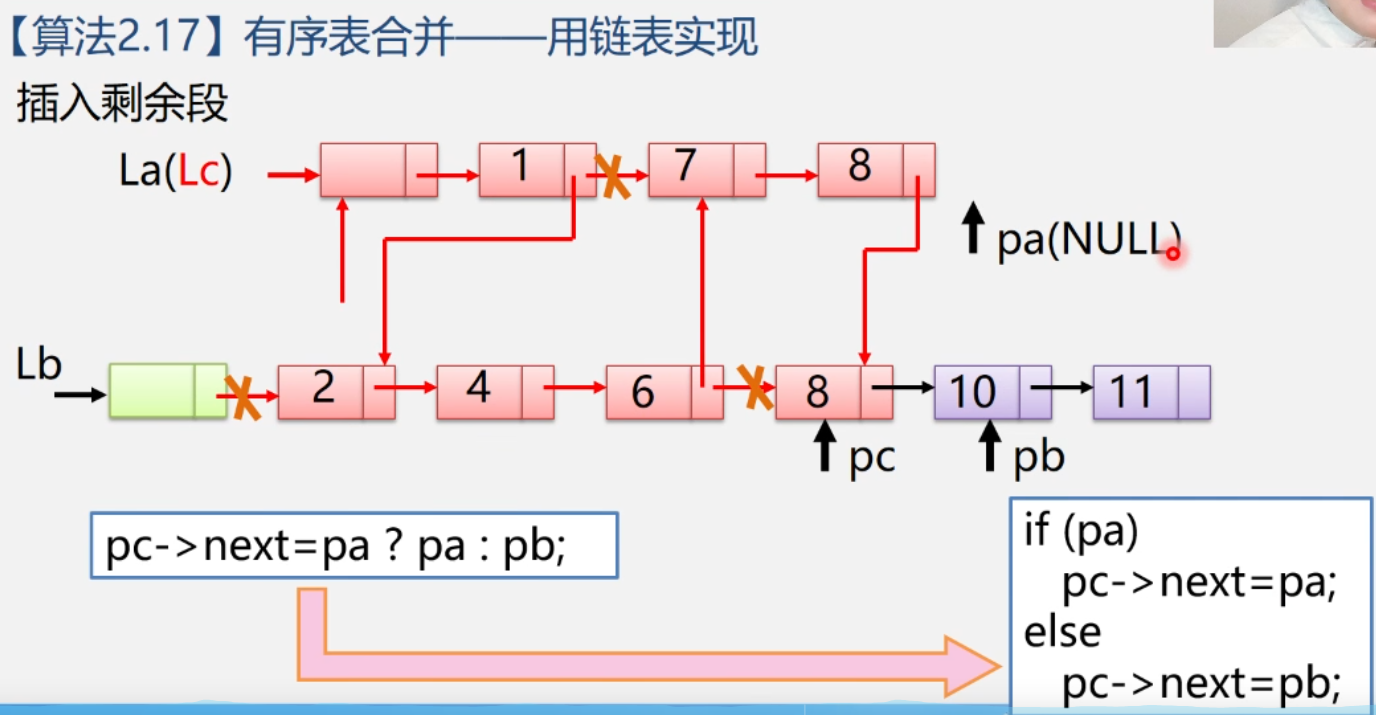 【算法2.17】有序表合并——用链表实现
插入剩余段
La(Lc)
1
7
8
pa(NULL)
Lb
2
4
6
8
10
11
pc
pb
pc->next=pa ? pa : pb;
if (pa)
pc->next=pa;
else
pc->next=pb;